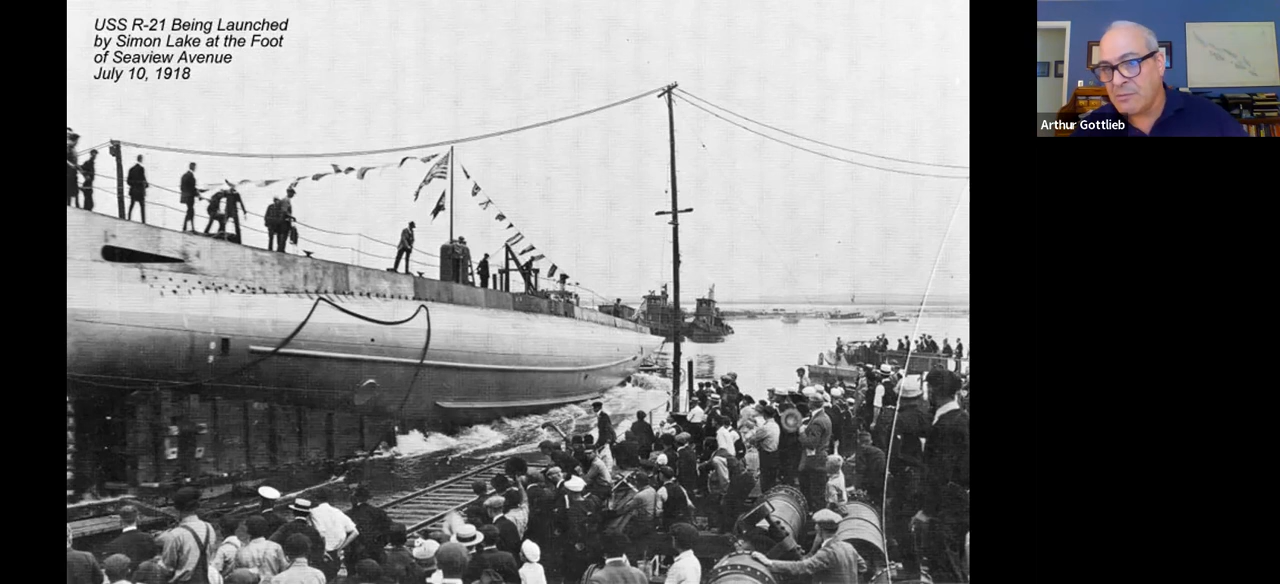 USS R-21 Being Launched
by Simon Lake at the Foot
of Seaview Avenue
July 10, 1918
Arthur Gottlieb